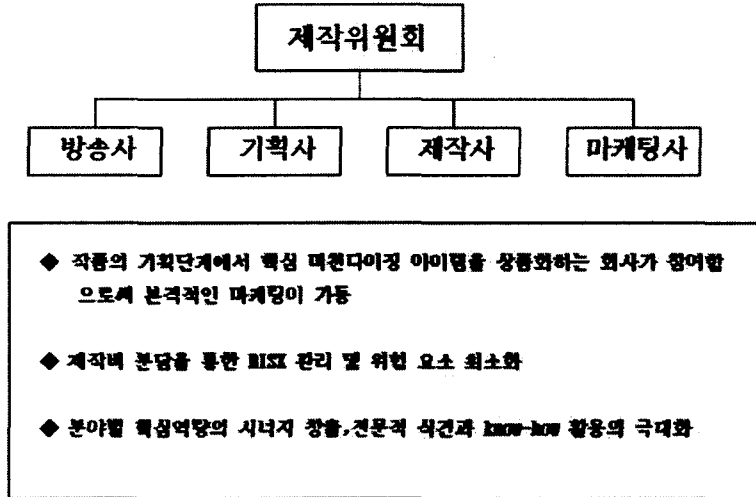 제작위원회
방송사 기획사 제작사 마케팅사
◆ 작품의 기획단계에서 핵심 머천다이징 아이템을 상품화하는 회사가 참여함
으로써 본격적인 마케팅이 가동
◆ 제작비 분담을 통한 RISK 관리 및 위험 요소 최소화
◆ 분야별 핵심역량의 시너지 창출,전문적 식견과 know-how 활용의 극대화